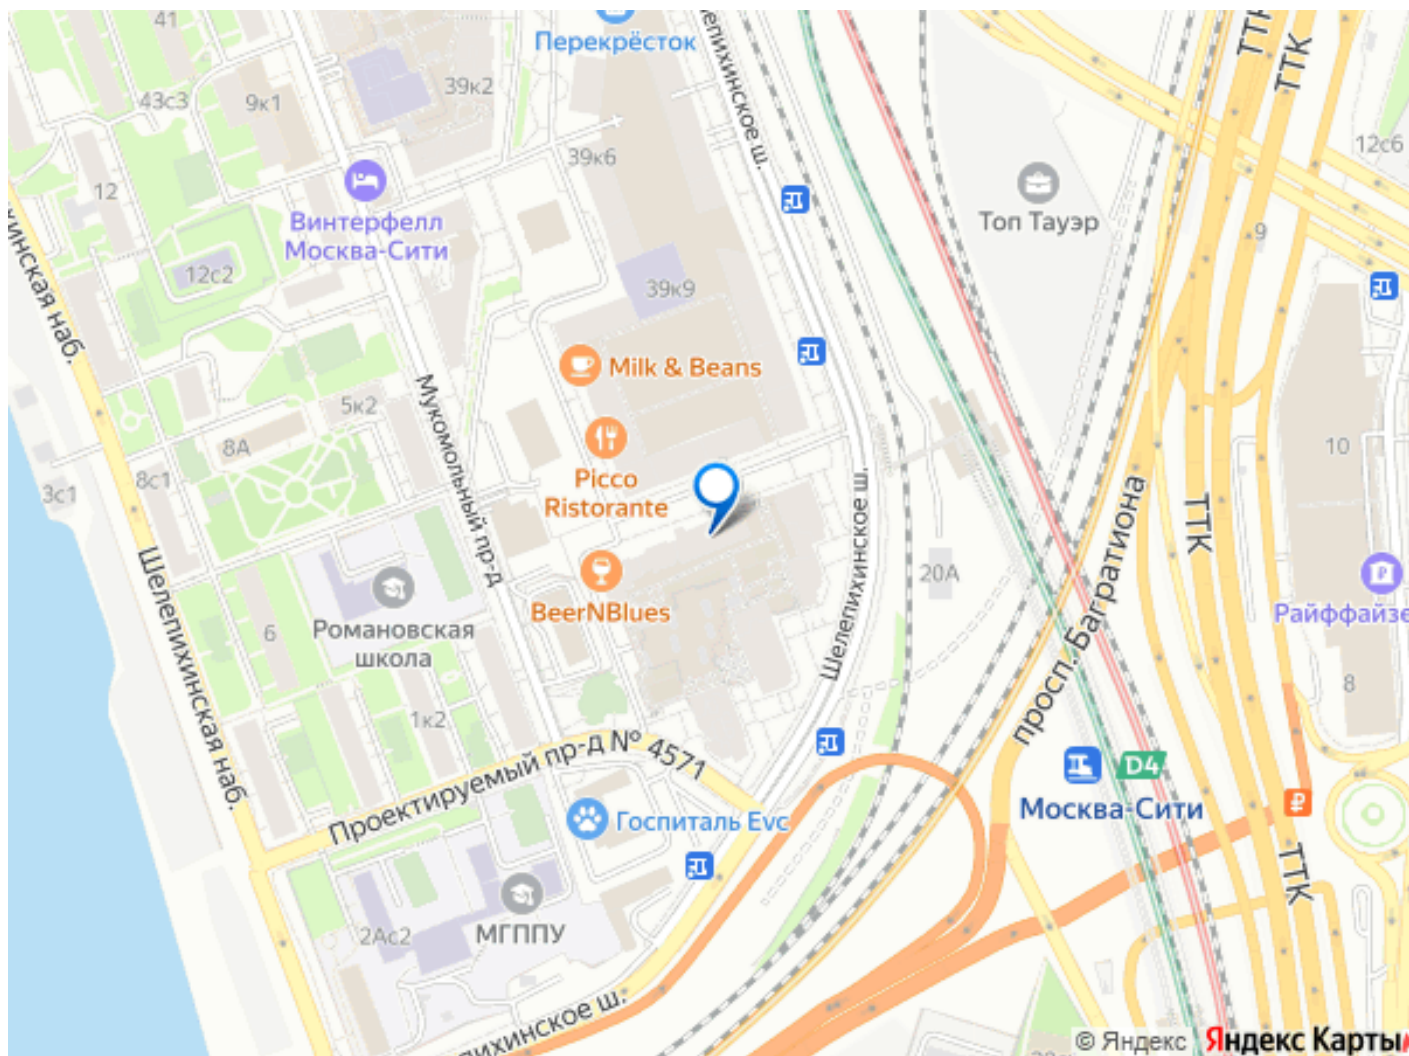 41
Перекрёсток
Шелепихинское ш.
ТТК
ТТК
43с3
9к1
39к2
39к6
12с6
12
Винтерфелл
Москва-Сити
Топ Тауэр
9
12с2
39к9
Milk & Beans
Мукомольный пр-д
5к2
8А
8с1
3с1
10
Picco
Ristorante
Шелепихинское ш.
просп. Багратиона
ТТК
20А
BeerNBlues
Райффайзе
Романовская
школа
6
Шелепихинская наб.
8
1к2
Проектируемый пр-д № 4571
D4
Москва-Сити
Госпиталь Evc
ТТК
МГППУ
2Ас2
© Яндекс
Яндекс Карты